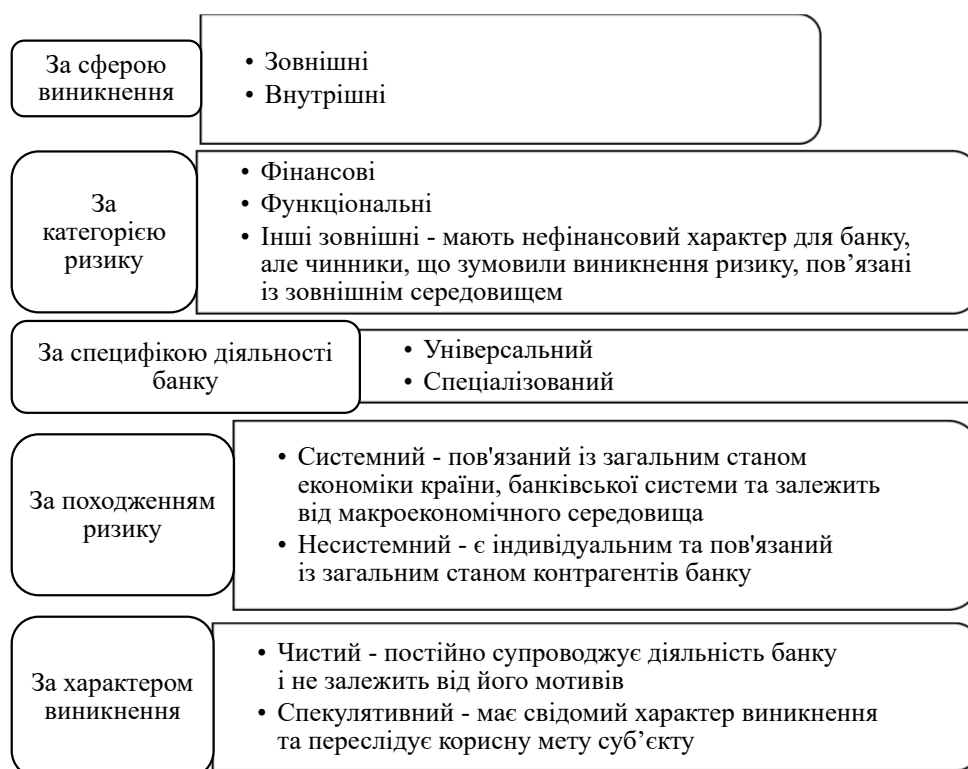 За сферою
виникнення
• Зовнішні
• Внутрішні
За
категорією
ризику
• Фінансові
• Функціональні
• Інші зовнішні - мають нефінансовий характер для банку,
але чинники, що зумовили виникнення ризику, пов’язані
із зовнішнім середовищем
За специфікою діяльності
банку
• Універсальний
• Спеціалізований
За походженням
ризику
• Системний - пов'язаний із загальним станом
економіки країни, банківської системи та залежить
від макроекономічного середовища
• Несистемний - є індивідуальним та пов'язаний
із загальним станом контрагентів банку
За характером
виникнення
• Чистий - постійно супроводжує діяльність банку
і не залежить від його мотивів
• Спекулятивний - має свідомий характер виникнення
та переслідує корисну мету суб’єкту